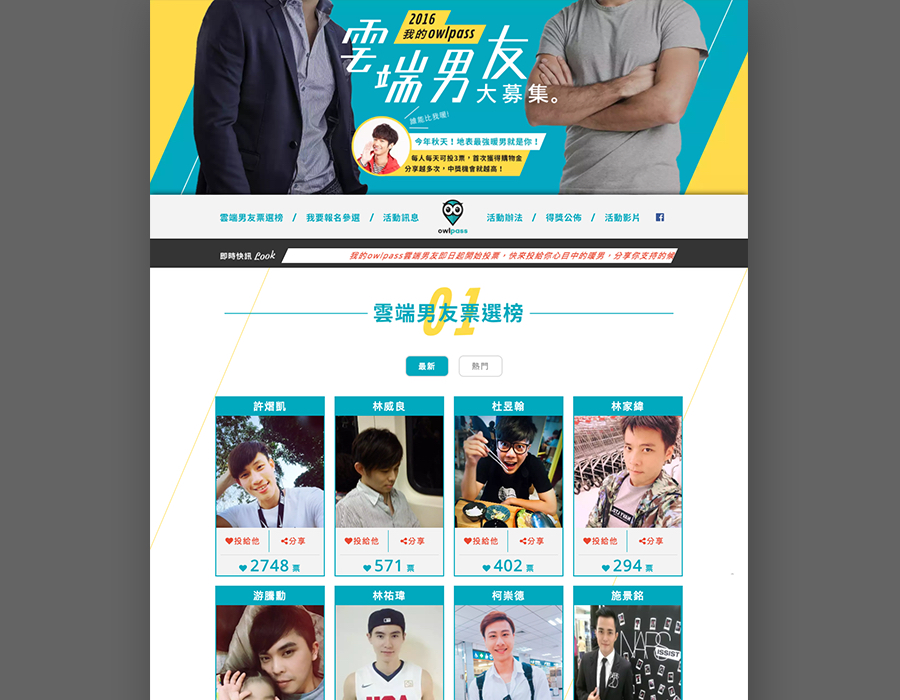 2016
我的owlpass
雲端男友
大募集。
誰能比我暖!
今年秋天！地表最強暖男就是你！
每人每天可投3票，首次獲得購物金
分享越多次，中獎機會就越高！
雲端男友票選榜 / 我要報名參選 / 活動訊息
owlpass
活動辦法 / 得獎公佈 / 活動影片
即時快訊 Look
我的owlpass雲端男友即日起開始投票，快來投給你心目中的暖男，分享你支持的
01
雲端男友票選榜
最新 熱門
許熠凱 林威良 杜昱翰 林家緯
投給他 分享 投給他 分享 投給他 分享 投給他 分享
2748 票 571 票 402 票 294 票
游騰勳 林祐瑋 柯崇德 施景銘
USA
NARS
ISSIST